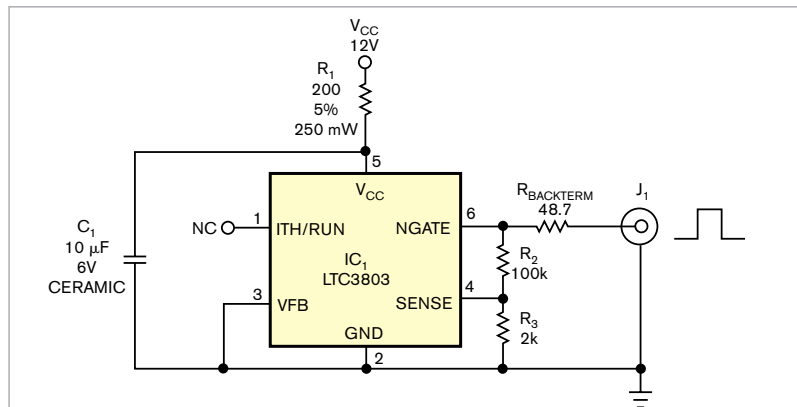 V_CC
12V
R_1
200
5%
250 mW
5
V_CC
C_1
10 µF
6V
CERAMIC
NC
1
ITH/RUN
NGATE
6
R_BACKTERM
48.7
J_1
IC_1
LTC3803
R_2
100k
3
VFB
SENSE
4
R_3
2k
GND
2